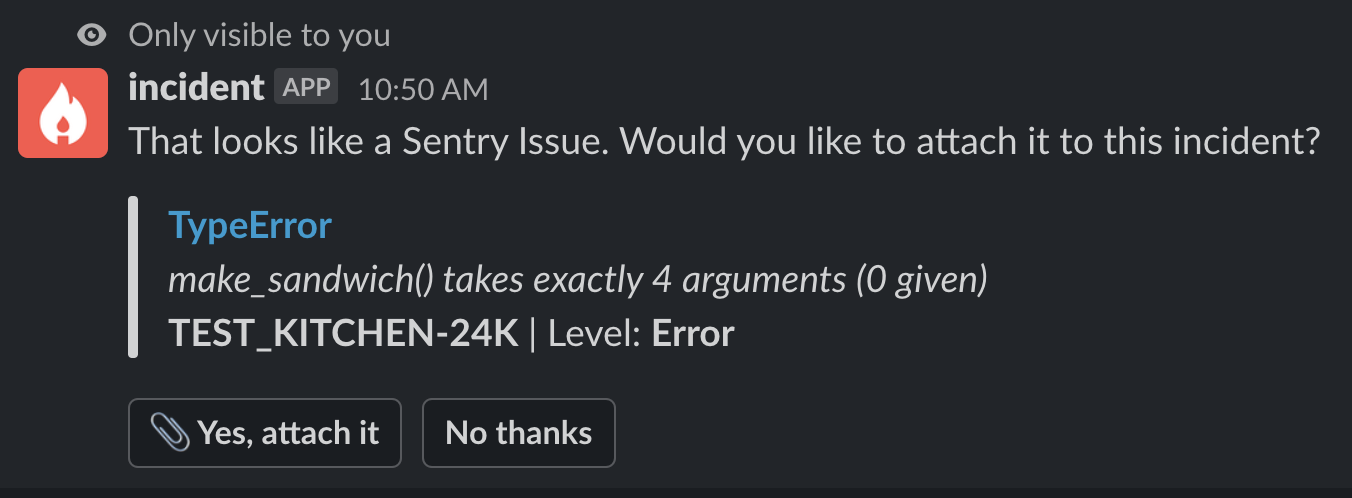 Only visible to you
incident APP 10:50 AM
That looks like a Sentry Issue. Would you like to attach it to this incident?
TypeError
make_sandwich() takes exactly 4 arguments (0 given)
TEST_KITCHEN-24K | Level: Error
Yes, attach it No thanks